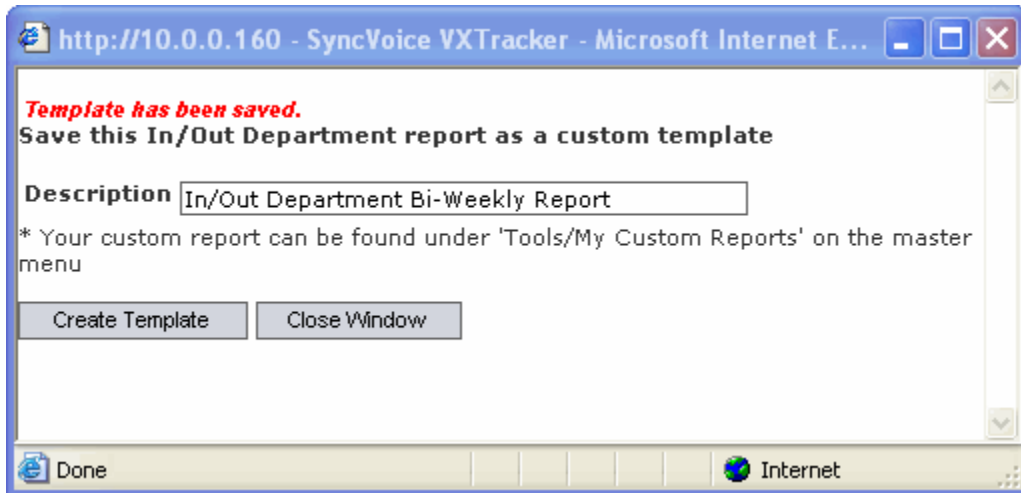 http://10.0.0.160 - SyncVoice VXTracker - Microsoft Internet E...
Template has been saved.
Save this In/Out Department report as a custom template
Description In/Out Department Bi-Weekly Report
* Your custom report can be found under 'Tools/My Custom Reports' on the master
menu
Create Template Close Window
Done Internet